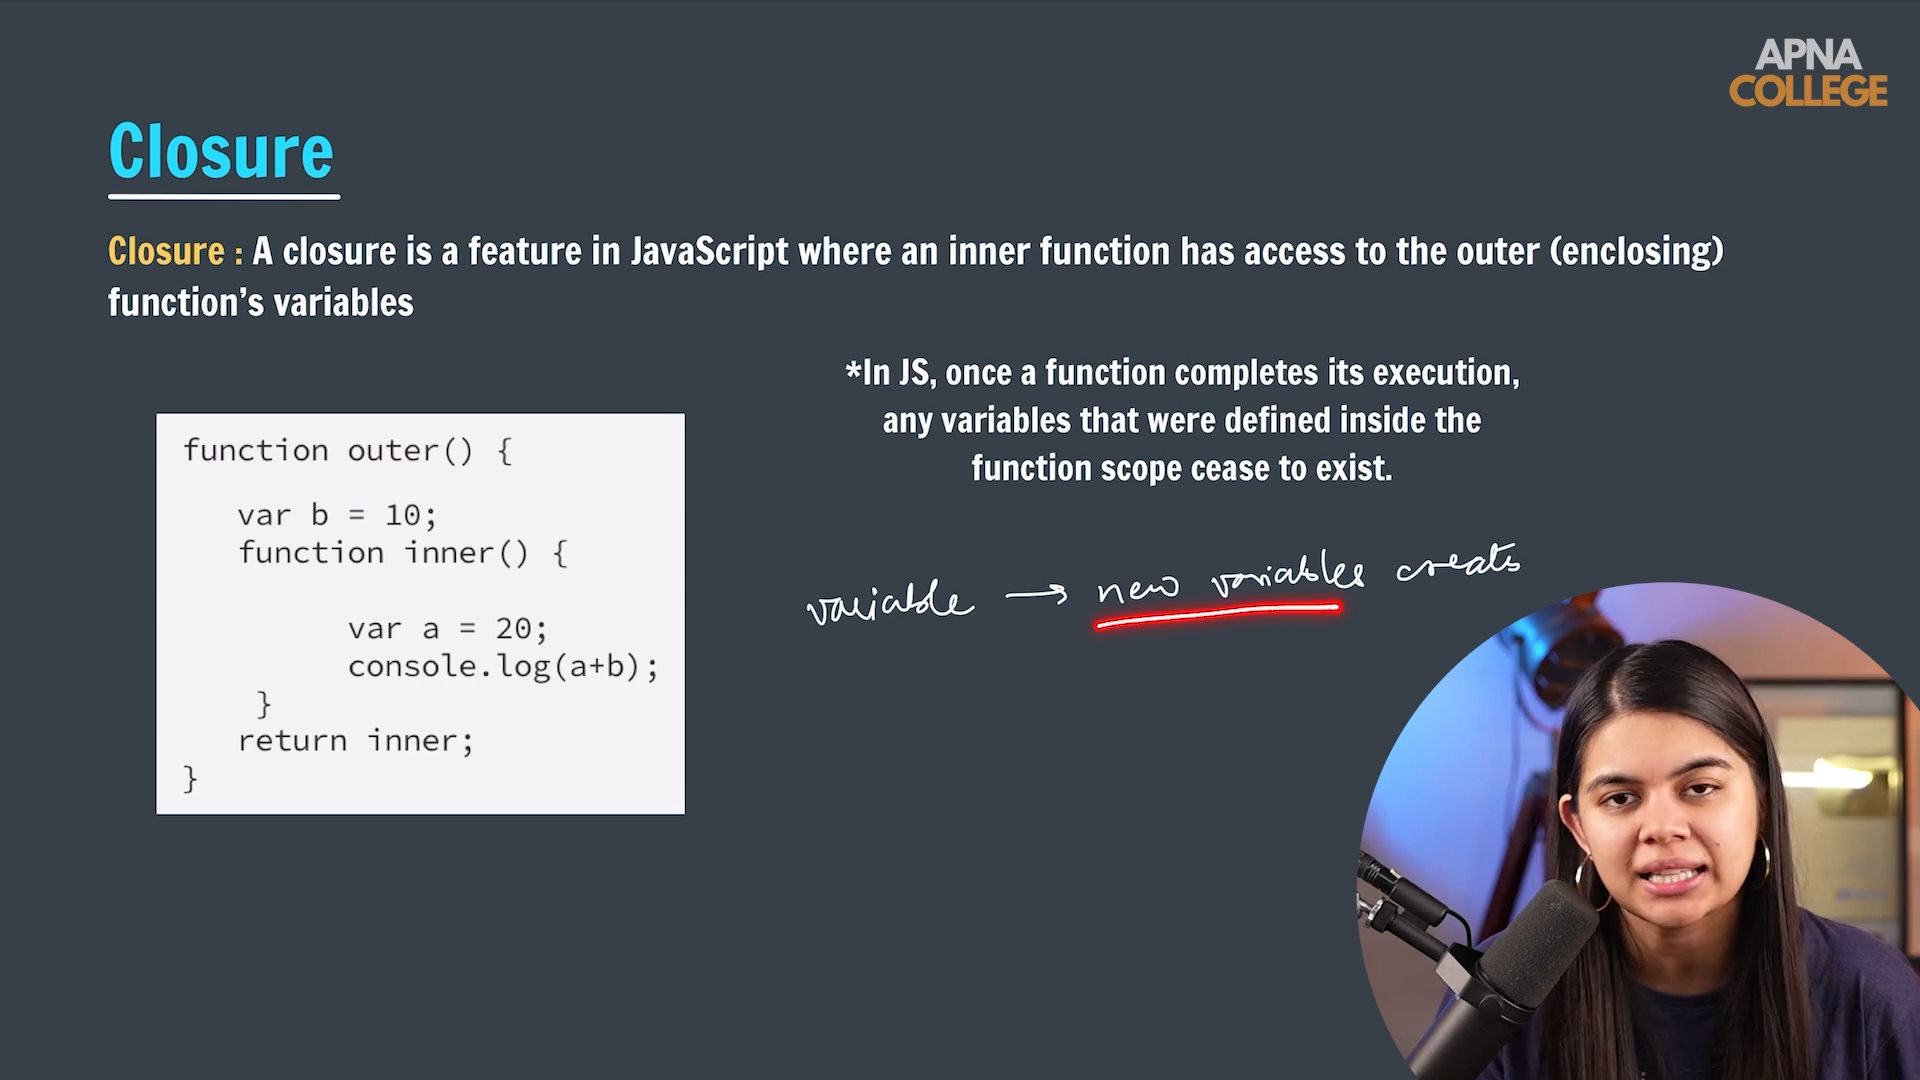 APNA
COLLEGE
Closure
Closure : A closure is a feature in JavaScript where an inner function has access to the outer (enclosing)
function’s variables
*In JS, once a function completes its execution,
any variables that were defined inside the
function scope cease to exist.
function outer() {
var b = 10;
function inner() {
var a = 20;
console.log(a+b);
}
return inner;
}
variable → new variables create